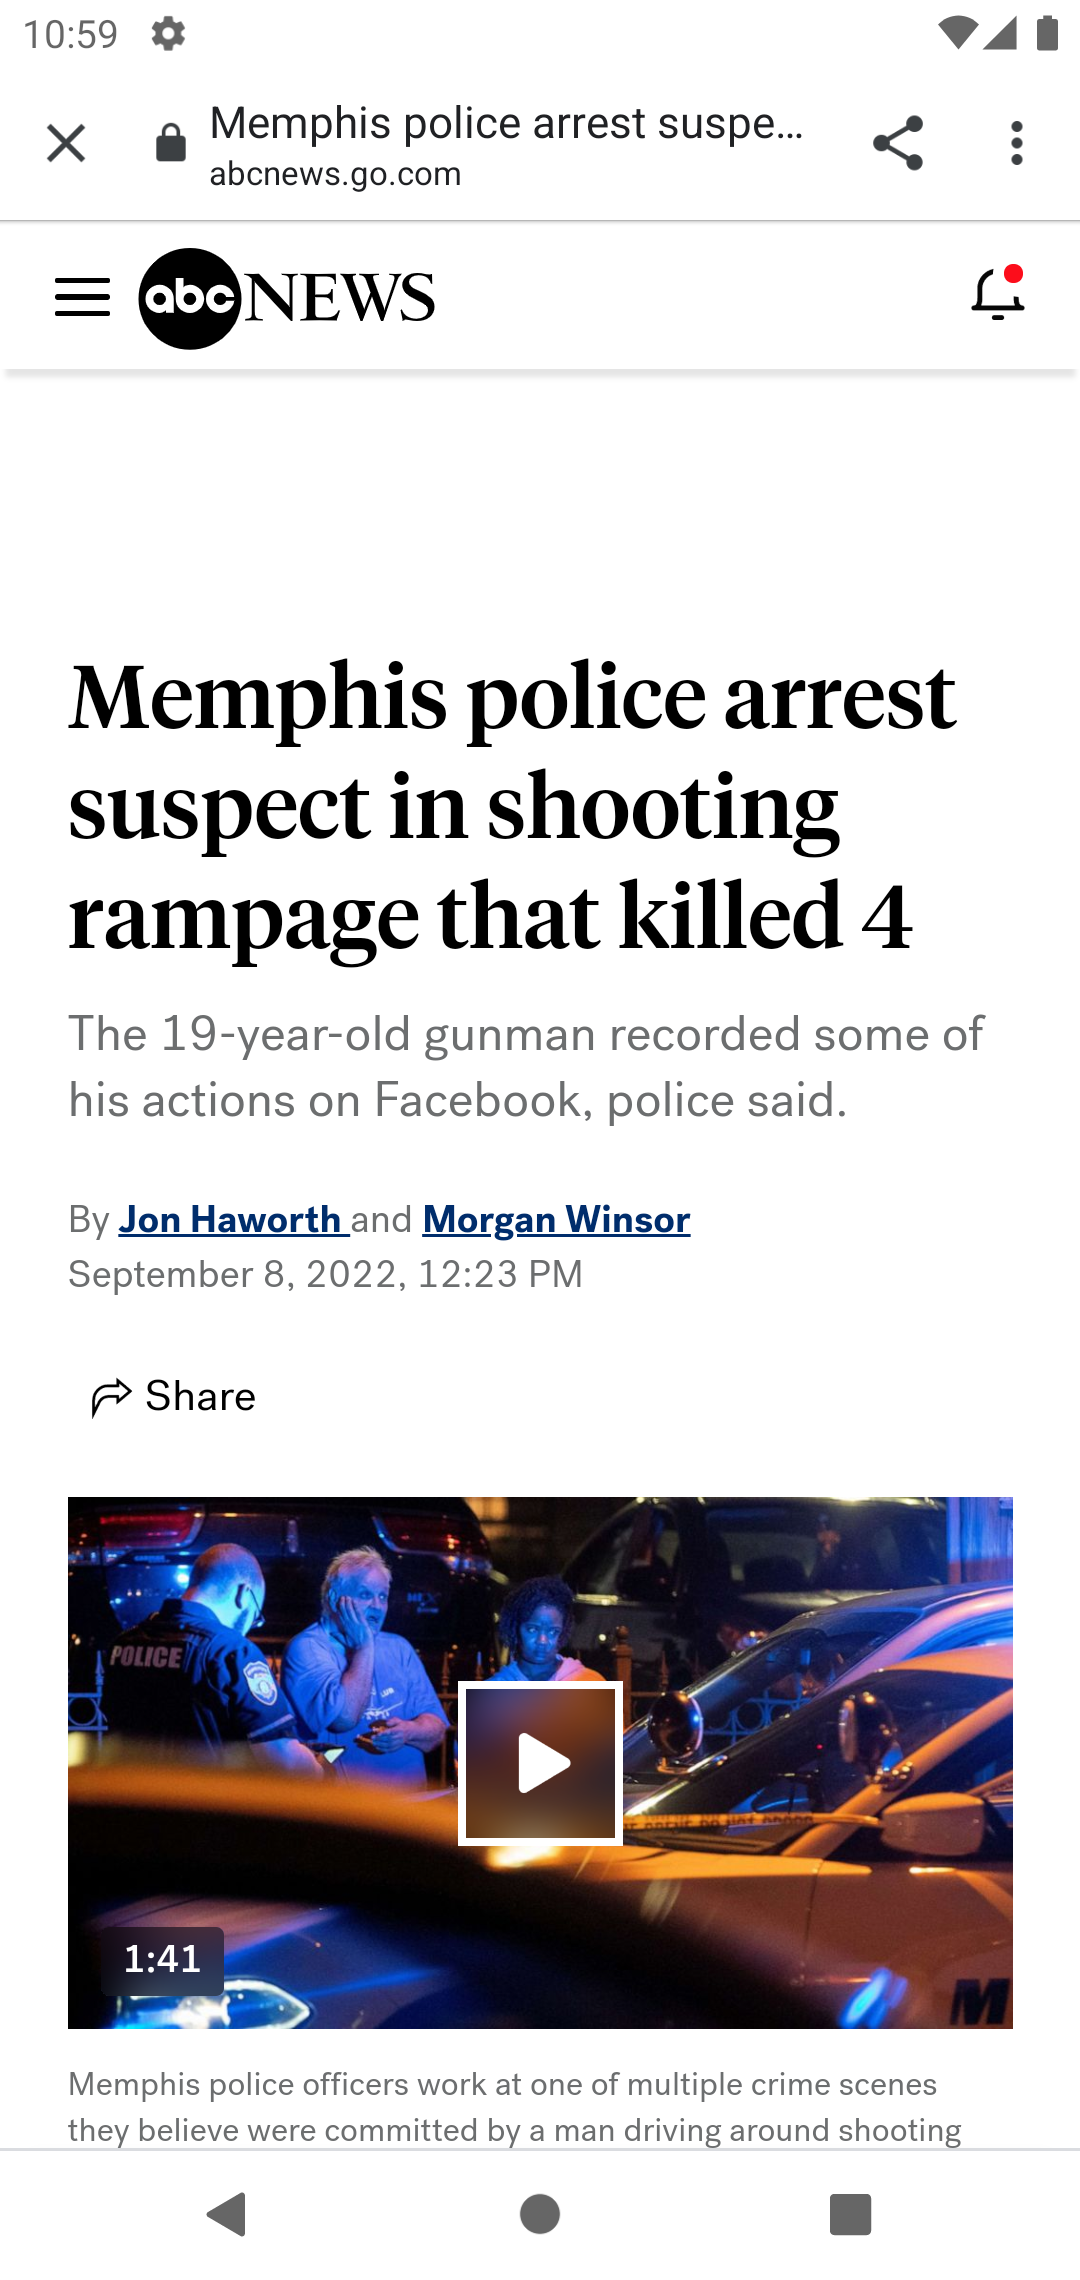 10:59
Memphis police arrest suspe...
abcnews.go.com
abc NEWS
Memphis police arrest
suspect in shooting
rampage that killed 4
The 19-year-old gunman recorded some of
his actions on Facebook, police said.
By Jon Haworth and Morgan Winsor
September 8, 2022, 12:23 PM
Share
POLICE
1:41
M
Memphis police officers work at one of multiple crime scenes
they believe were committed by a man driving around shooting